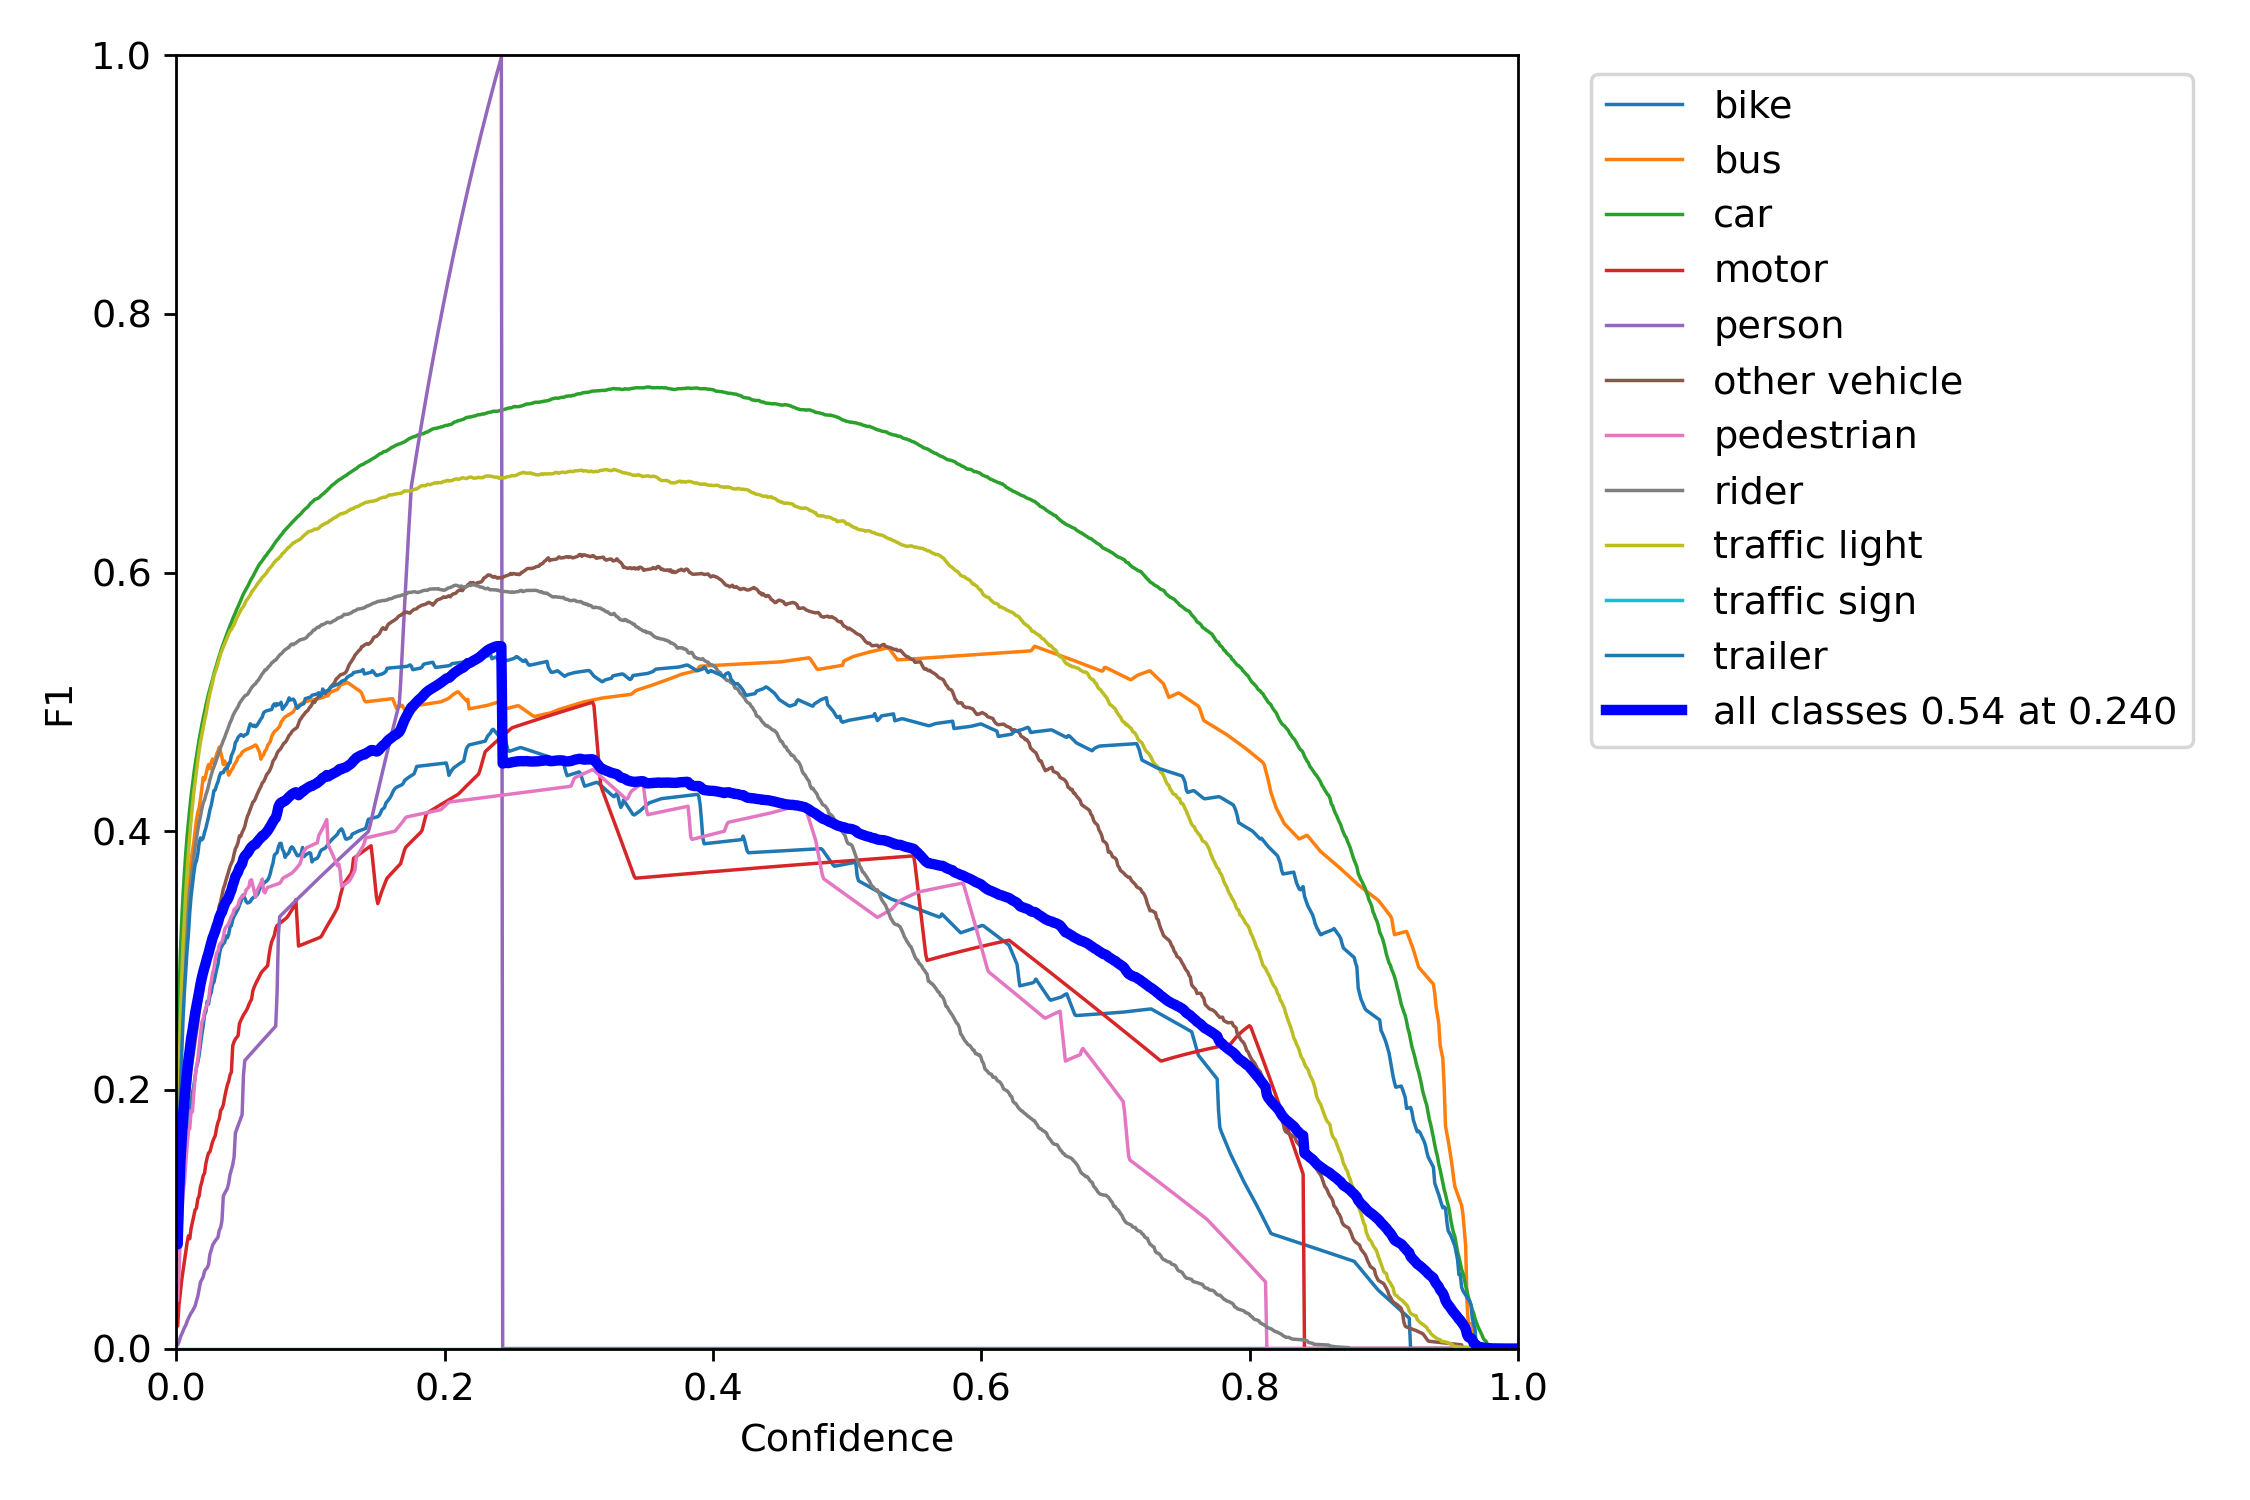 1.0
0.8
0.6
0.4
0.2
0.0
F1
0.0 0.2 0.4 0.6 0.8 1.0
Confidence
bike
bus
car
motor
person
other vehicle
pedestrian
rider
traffic light
traffic sign
trailer
all classes 0.54 at 0.240